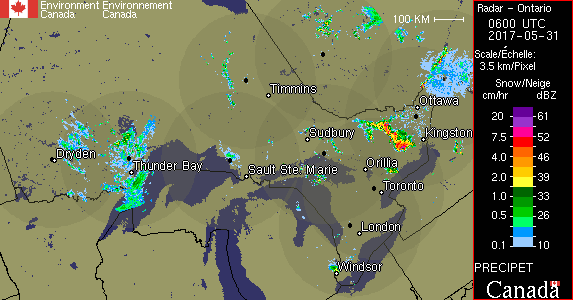 Environment Environnement
Canada Canada
100 KM
Timmins
Ottawa
Sudbury
Kingston
Dryden
Thunder Bay
Sault Ste. Marie
Orillia
Toronto
London
Windsor
Radar - Ontario
0600 UTC
2017-05-31
Scale/Échelle:
3.5 km/Pixel
Snow/Neige
cm/hr dBZ
20 61
7.5 52
4.0 46
2.0 39
1.0 33
0.5 26
0.1 10
PRECIPET
Canada